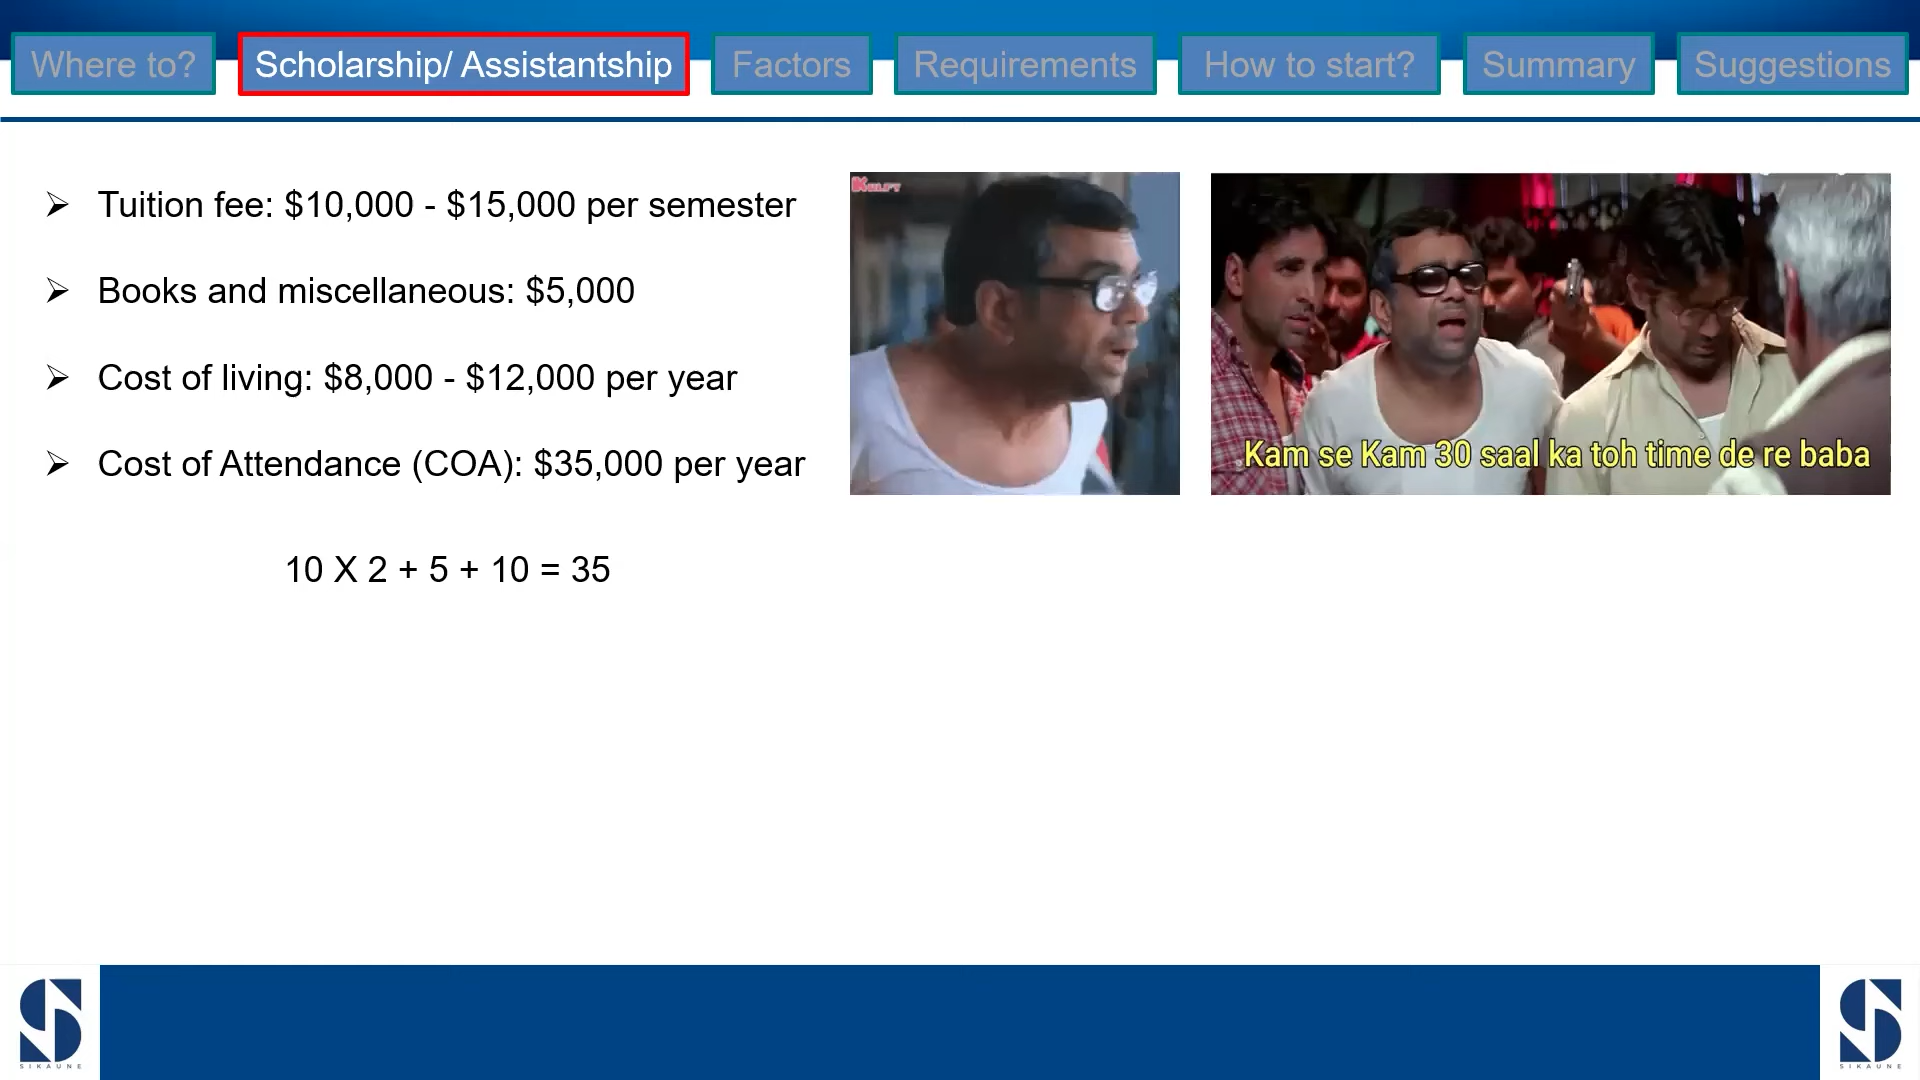 Where to?
Scholarship/ Assistantship
Factors
Requirements
How to start?
Summary
Suggestions
Tuition fee: $10,000 - $15,000 per semester
Books and miscellaneous: $5,000
Cost of living: $8,000 - $12,000 per year
Cost of Attendance (COA): $35,000 per year
10 X 2 + 5 + 10 = 35
Kam se Kam 30 saal ka toh time de re baba
SIKAUNE
SIKAUNE